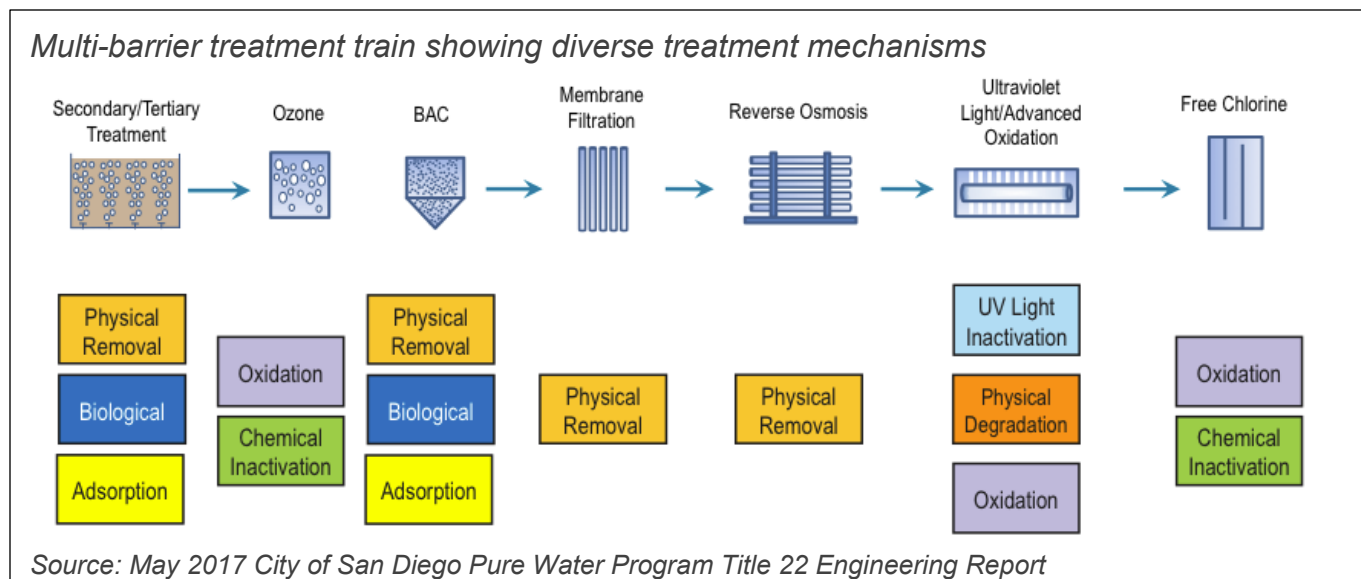 Multi-barrier treatment train showing diverse treatment mechanisms
Secondary/Tertiary
Treatment
Ozone
BAC
Membrane
Filtration
Reverse Osmosis
Ultraviolet
Light/Advanced
Oxidation
Free Chlorine
Physical
Removal
Biological
Adsorption
Oxidation
Chemical
Inactivation
Physical
Removal
Biological
Adsorption
Physical
Removal
Physical
Removal
UV Light
Inactivation
Physical
Degradation
Oxidation
Oxidation
Chemical
Inactivation
Source: May 2017 City of San Diego Pure Water Program Title 22 Engineering Report